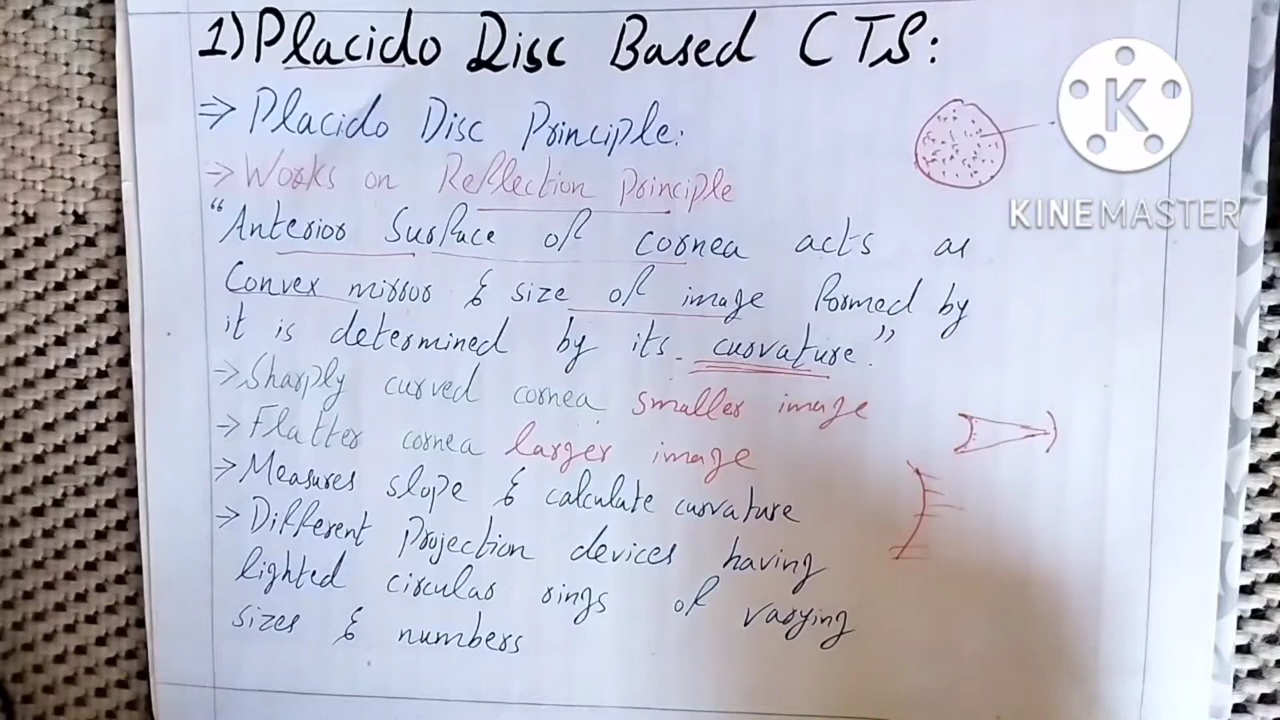 1) Placido Disc Based CTS:
⇒ Placido Disc Principle:
→ Works on Reflection Principle
"Anterior Surface of cornea acts as
Convex mirror & size of image formed by
it is determined by its curvature."
→ Sharply curved cornea smaller image
→ Flatter cornea larger image
→ Measures slope & calculate curvature
→ Different Projection devices having
lighted circular rings of varying
sizes & numbers
K
KINEMASTER